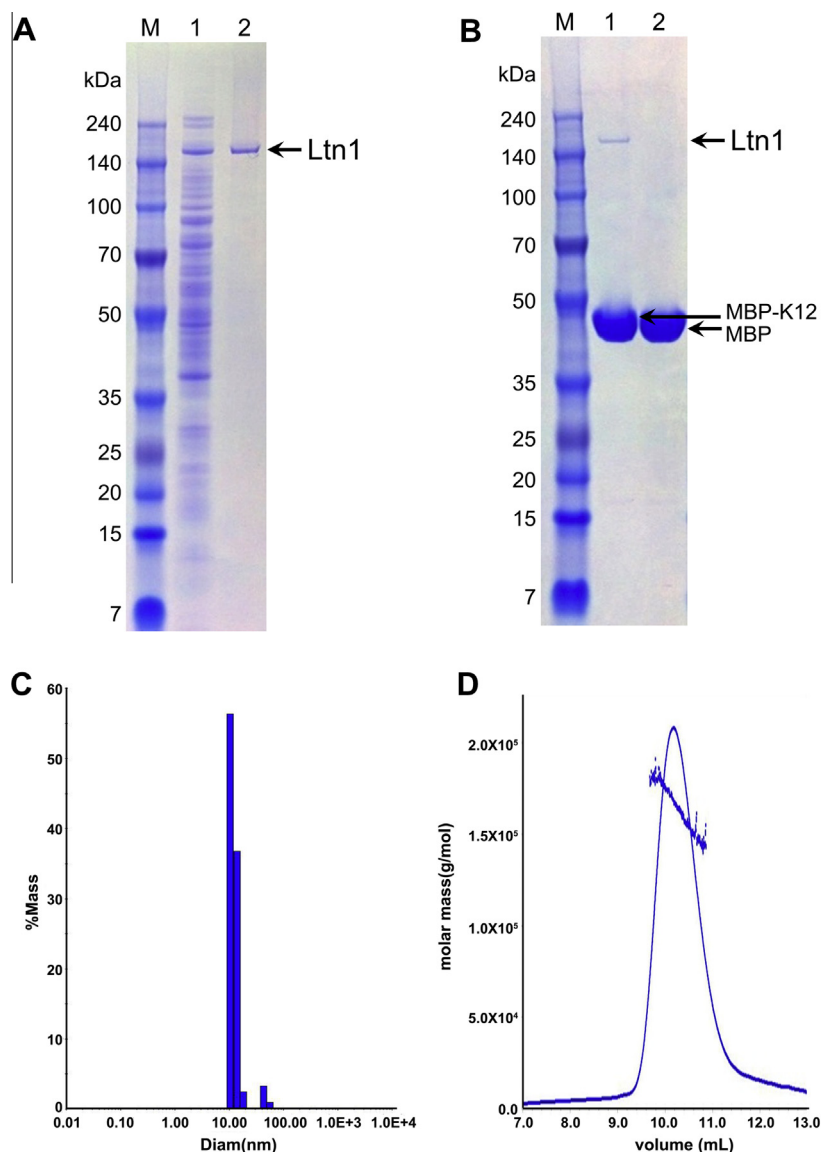 A
M 1 2
kDa
240
140
100
70
50
35
25
20
15
7
Ltn1
B
M 1 2
kDa
240
140
100
70
50
35
25
20
15
7
Ltn1
MBP-K12
MBP
C
60
50
40
30
20
10
0
%Mass
0.01 0.10 1.00 10.00 100.00 1.0E+3 1.0E+4
Diam(nm)
D
2.0X10⁵
1.5X10⁵
1.0X10⁵
5.0X10⁴
0.0
molar mass(g/mol)
7.0 8.0 9.0 10.0 11.0 12.0 13.0
volume (mL)